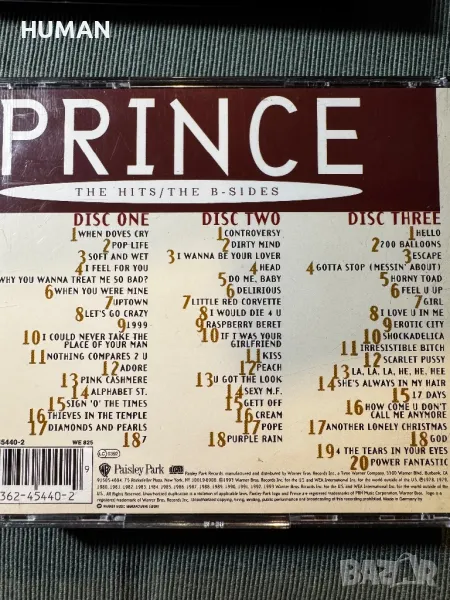 HUMAN
PRINCE
THE HITS/THE B-SIDES
DISC ONE
1 WHEN DOVES CRY
2 POP LIFE
3 SOFT AND WET
4 I FEEL FOR YOU
WHY YOU WANNA TREAT ME SO BAD?
6 WHEN YOU WERE MINE
7 UPTOWN
8 LET'S GO CRAZY
9 1999
10 I COULD NEVER TAKE THE
PLACE OF YOUR MAN
11 NOTHING COMPARES 2 U
12 ADORE
13 PINK CASHMERE
14 ALPHABET ST.
15 SIGN 'O' THE TIMES
16 THIEVES IN THE TEMPLE
17 DIAMONDS AND PEARLS
18 7
DISC TWO
1 CONTROVERSY
2 DIRTY MIND
3 I WANNA BE YOUR LOVER
4 HEAD
5 DO ME, BABY
6 DELIRIOUS
7 LITTLE RED CORVETTE
8 I WOULD DIE 4 U
9 RASPBERRY BERET
10 IF I WAS YOUR
GIRLFRIEND
11 KISS
12 PEACH
13 U GOT THE LOOK
14 SEXY M.F.
15 GETT OFF
16 CREAM
17 POPE
18 PURPLE RAIN
DISC THREE
1 HELLO
2 200 BALLOONS
3 ESCAPE
4 GOTTA STOP (MESSIN' ABOUT)
5 HORNY TOAD
6 FEEL U UP
7 GIRL
8 I LOVE U IN ME
9 EROTIC CITY
10 SHOCKADELICA
11 IRRESISTIBLE BITCH
12 SCARLET PUSSY
13 LA, LA, LA, HE, HE, HEE
14 SHE'S ALWAYS IN MY HAIR
15 17 DAYS
16 HOW COME U DON'T
CALL ME ANYMORE
17 ANOTHER LONELY CHRISTMAS
18 GOD
19 4 THE TEARS IN YOUR EYES
20 POWER FANTASTIC
45440-2
WE 825
9
362-45440-2
Paisley Park
bazar